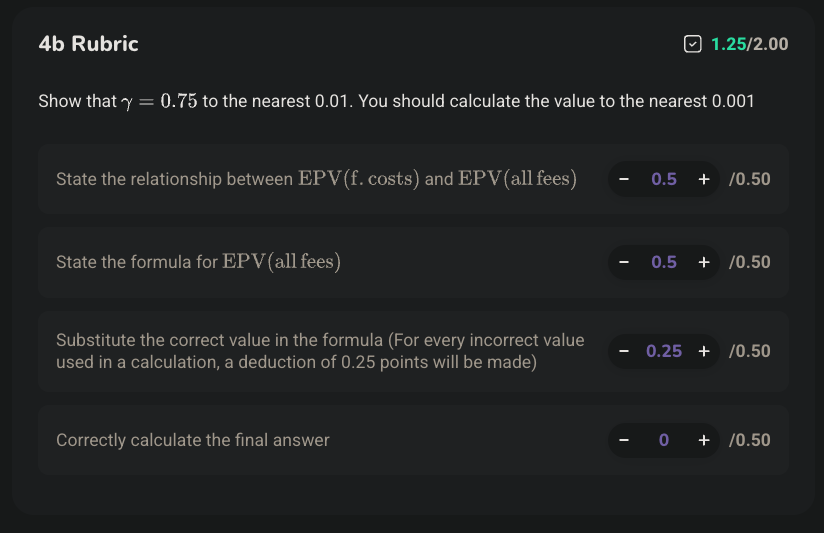 4b Rubric
1.25/2.00
Show that γ = 0.75 to the nearest 0.01. You should calculate the value to the nearest 0.001
State the relationship between EPV(f. costs) and EPV(all fees)
− 0.5 + /0.50
State the formula for EPV(all fees)
− 0.5 + /0.50
Substitute the correct value in the formula (For every incorrect value
used in a calculation, a deduction of 0.25 points will be made)
− 0.25 + /0.50
Correctly calculate the final answer
− 0 + /0.50